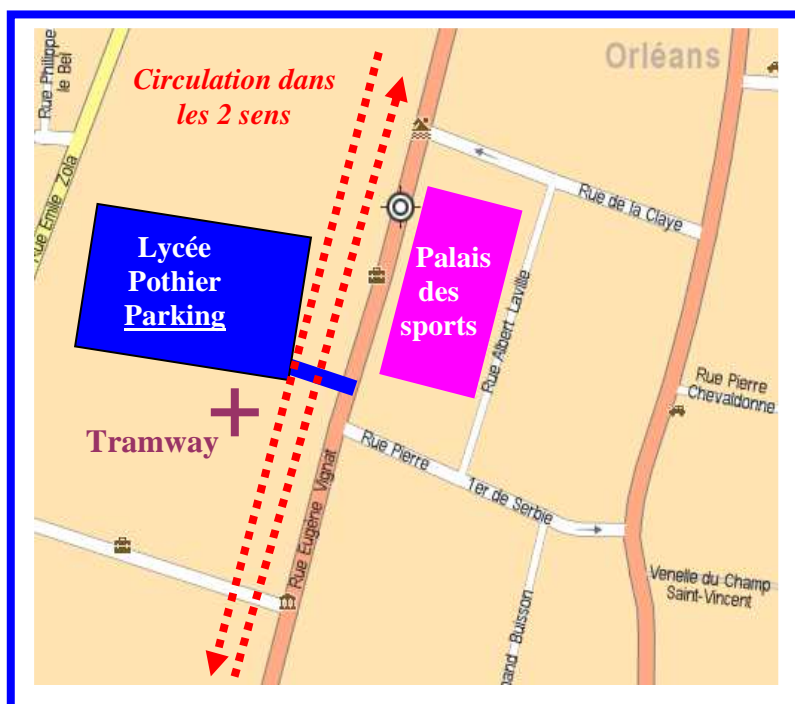 Orléans
Circulation dans
les 2 sens
Rue Philippe
le Bel
Rue Emile Zola
Rue de la Claye
Lycée
Pothier
Parking
Palais
des
sports
Rue Albert Laville
Rue Pierre
Chevaldonne
Tramway
Rue Pierre 1er de Serbie
Rue Eugène Vignat
Venelle du Champ
Saint-Vincent
and Buisson